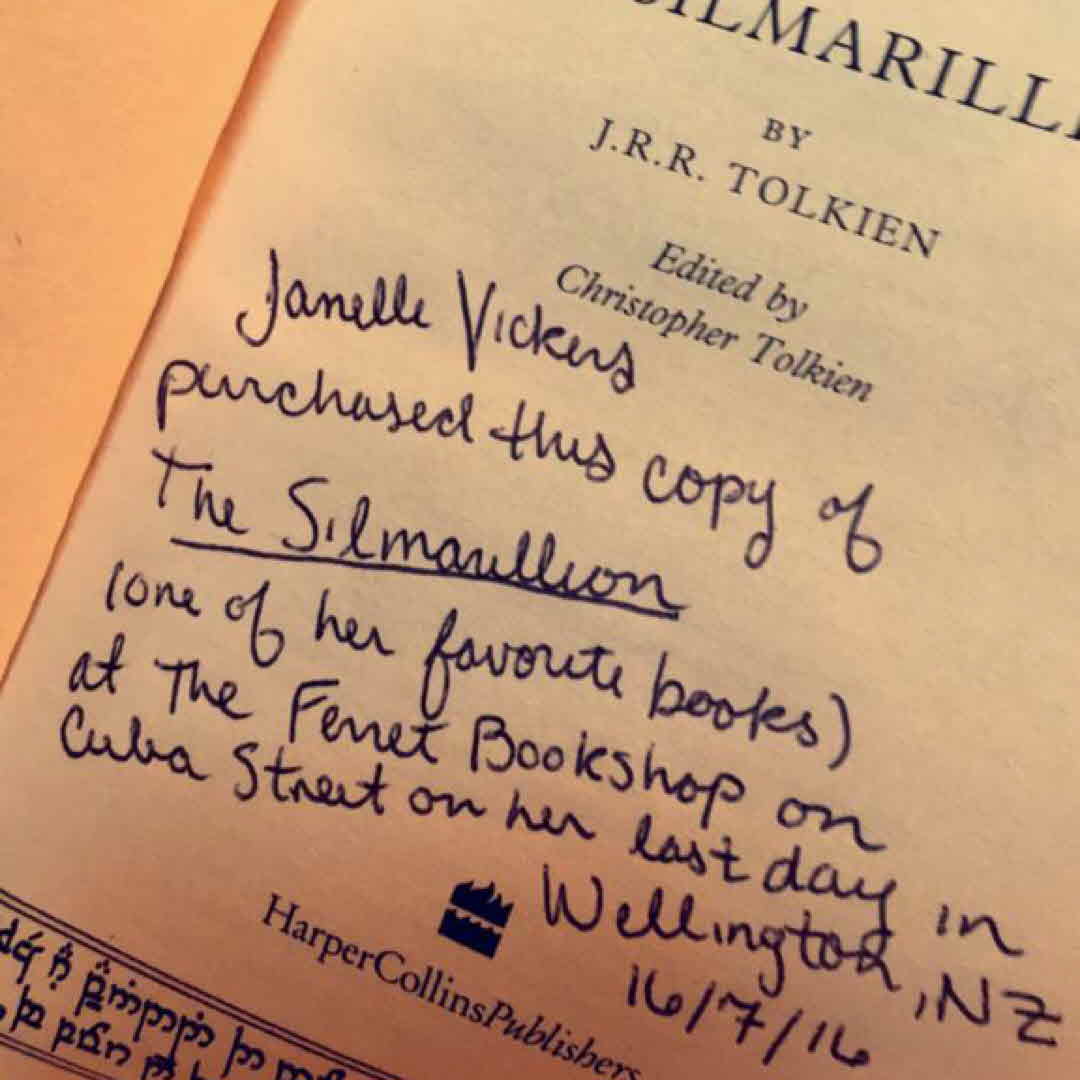 SILMARILLI
BY
J.R.R. TOLKIEN
Edited by
Christopher Tolkien
Janelle Vickers
purchased this copy of
The Silmarillion
(one of her favorite books)
at The Ferret Bookshop on
Cuba Street on her last day in
Wellington, NZ
16/7/16
HarperCollinsPublishers